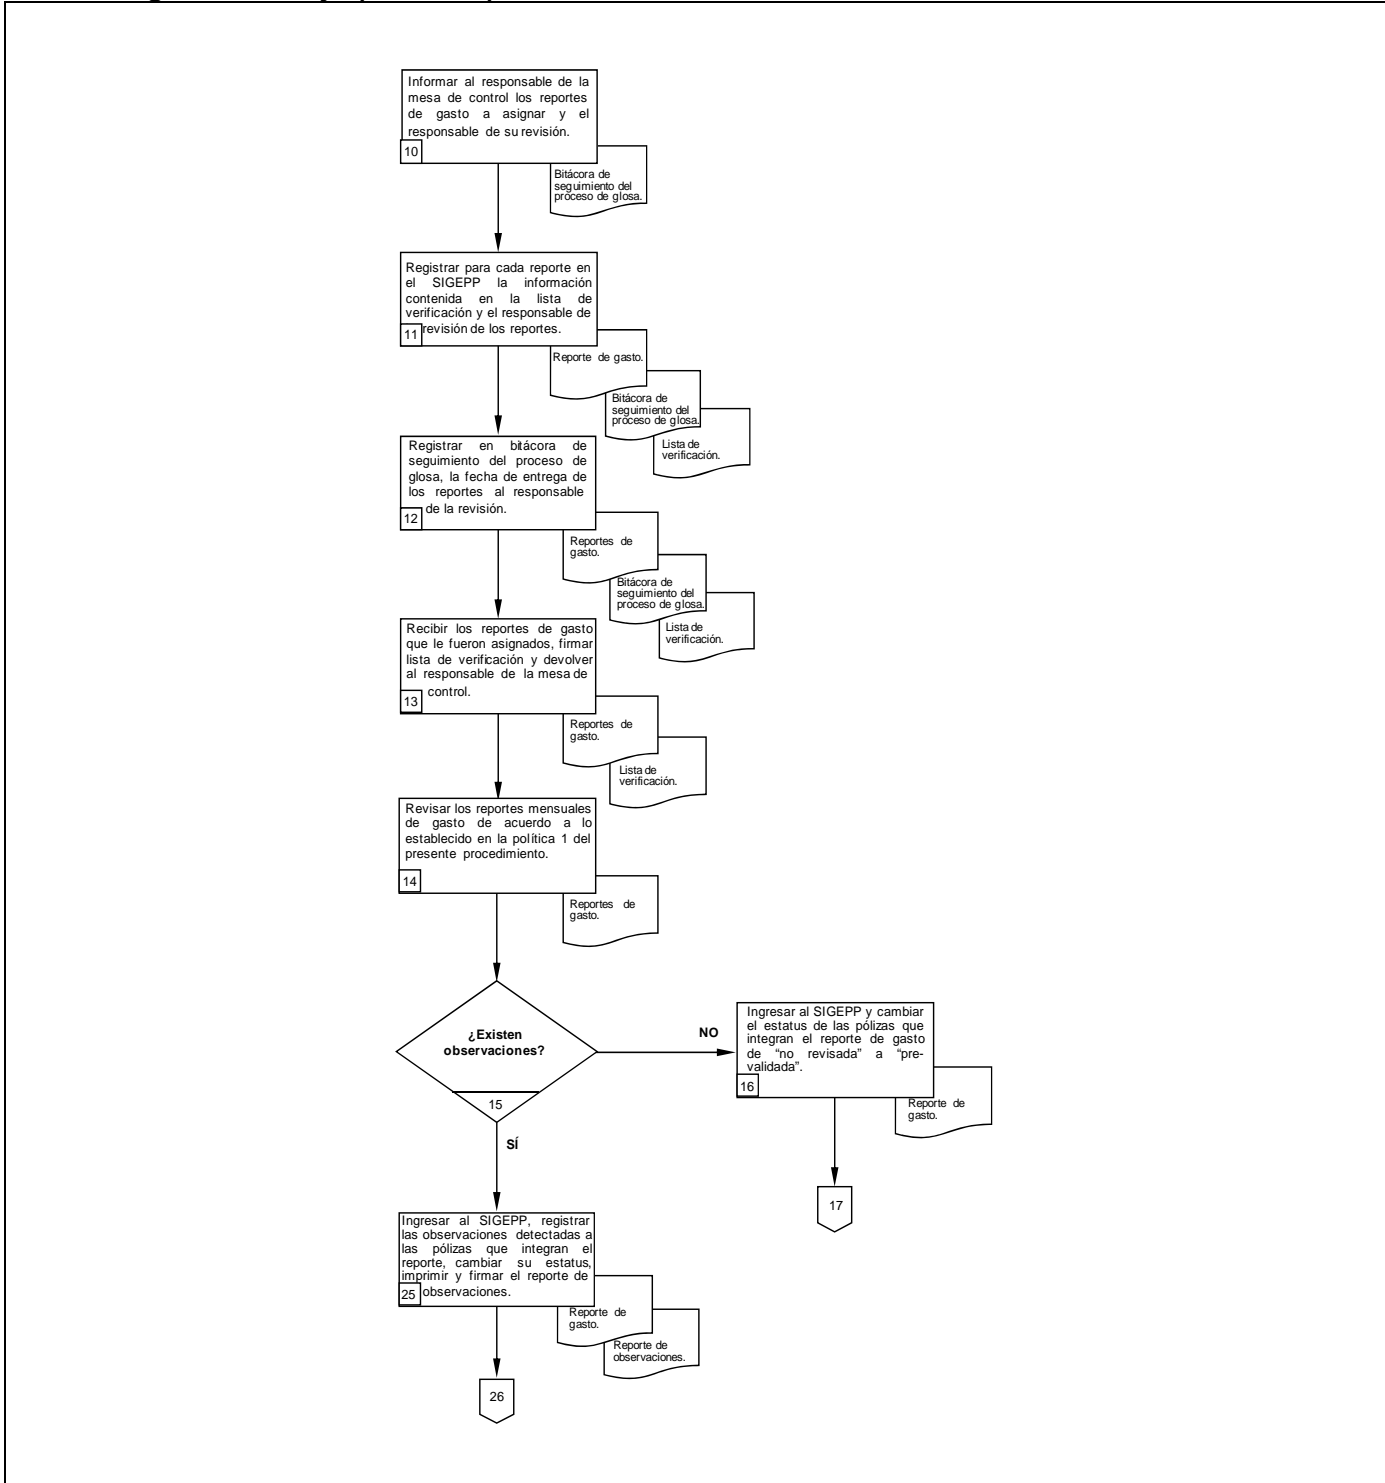 Informar al responsable de la
mesa de control los reportes
de gasto a asignar y el
responsable de su revisión.
10
Bitácora de
seguimiento del
proceso de glosa.
Registrar para cada reporte en
el SIGEPP la información
contenida en la lista de
verificación y el responsable de
revisión de los reportes.
11
Reporte de gasto.
Bitácora de
seguimiento del
proceso de glosa.
Lista de
verificación.
Registrar en bitácora de
seguimiento del proceso de
glosa, la fecha de entrega de
los reportes al responsable
de la revisión.
12
Reportes de
gasto.
Bitácora de
seguimiento del
proceso de glosa.
Lista de
verificación.
Recibir los reportes de gasto
que le fueron asignados, firmar
lista de verificación y devolver
al responsable de la mesa de
control.
13
Reportes de
gasto.
Lista de
verificación.
Revisar los reportes mensuales
de gasto de acuerdo a lo
establecido en la política 1 del
presente procedimiento.
14
Reportes de
gasto.
¿Existen
observaciones?
15
NO
Ingresar al SIGEPP y cambiar
el estatus de las pólizas que
integran el reporte de gasto
de “no revisada” a “pre-
validada”.
16
Reporte de
gasto.
17
SÍ
Ingresar al SIGEPP, registrar
las observaciones detectadas a
las pólizas que integran el
reporte, cambiar su estatus,
imprimir y firmar el reporte de
observaciones.
25
Reporte de
gasto.
Reporte de
observaciones.
26